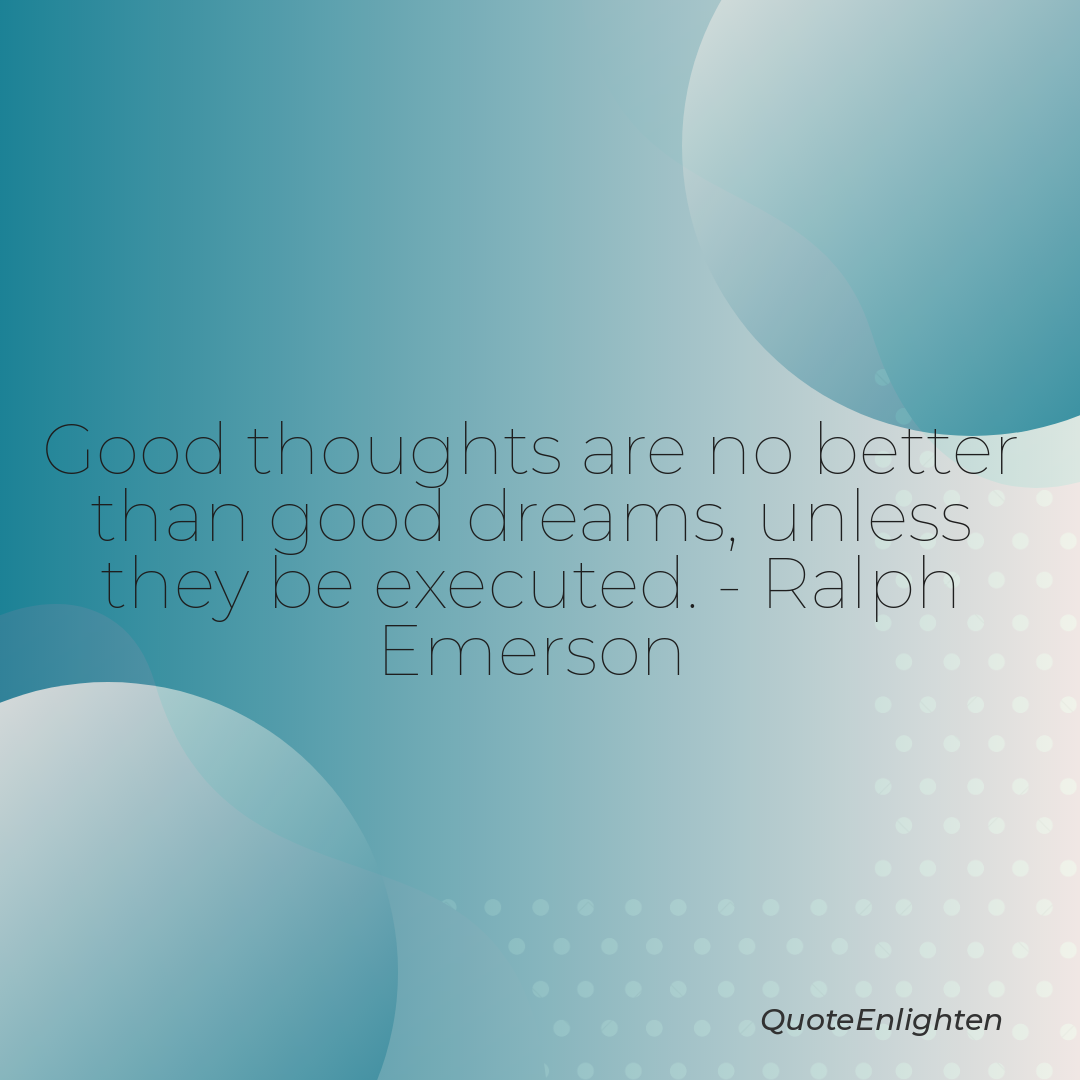 Good thoughts are no better
than good dreams, unless
they be executed. - Ralph
Emerson
QuoteEnlighten